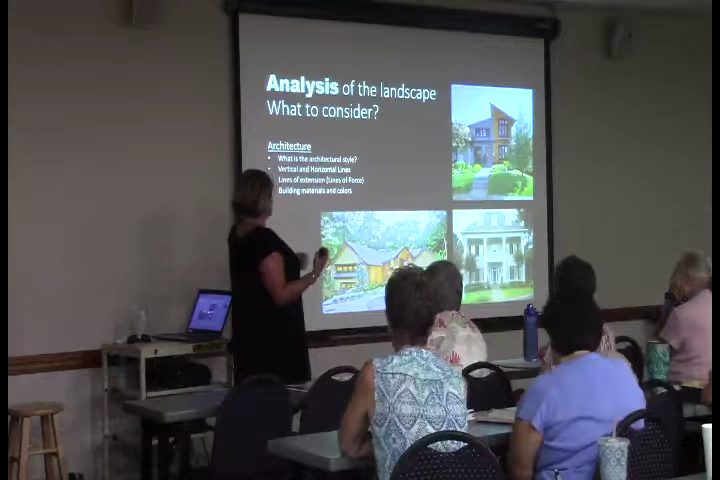 Analysis of the landscape
What to consider?
Architecture
• What is the architectural style?
• Vertical and Horizontal Lines
• Lines of extension (Lines of Force)
• Building materials and colors